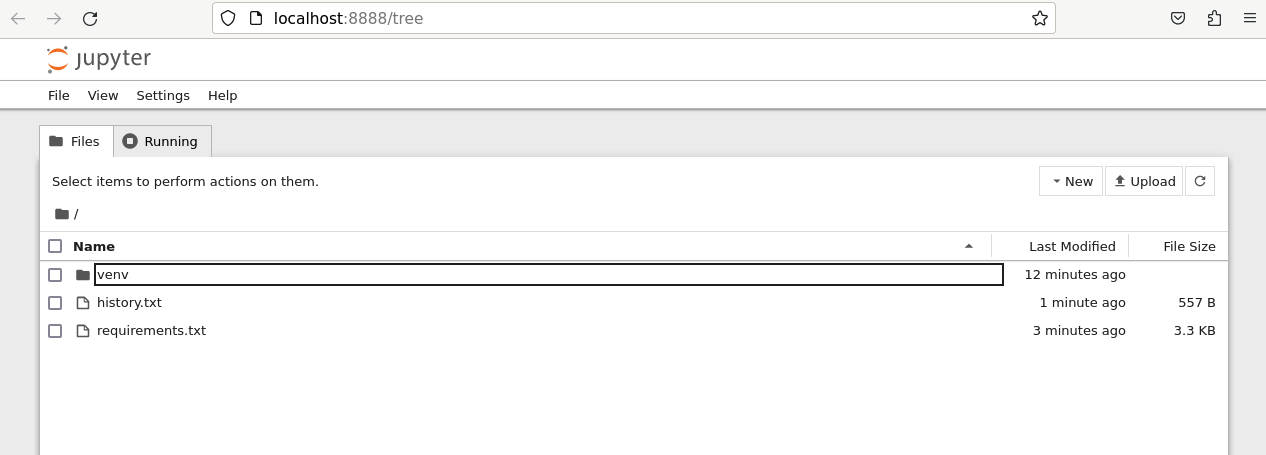 localhost:8888/tree
jupyter
File View Settings Help
Files Running
Select items to perform actions on them. New Upload
/
Name Last Modified File Size
venv 12 minutes ago
history.txt 1 minute ago 557 B
requirements.txt 3 minutes ago 3.3 KB